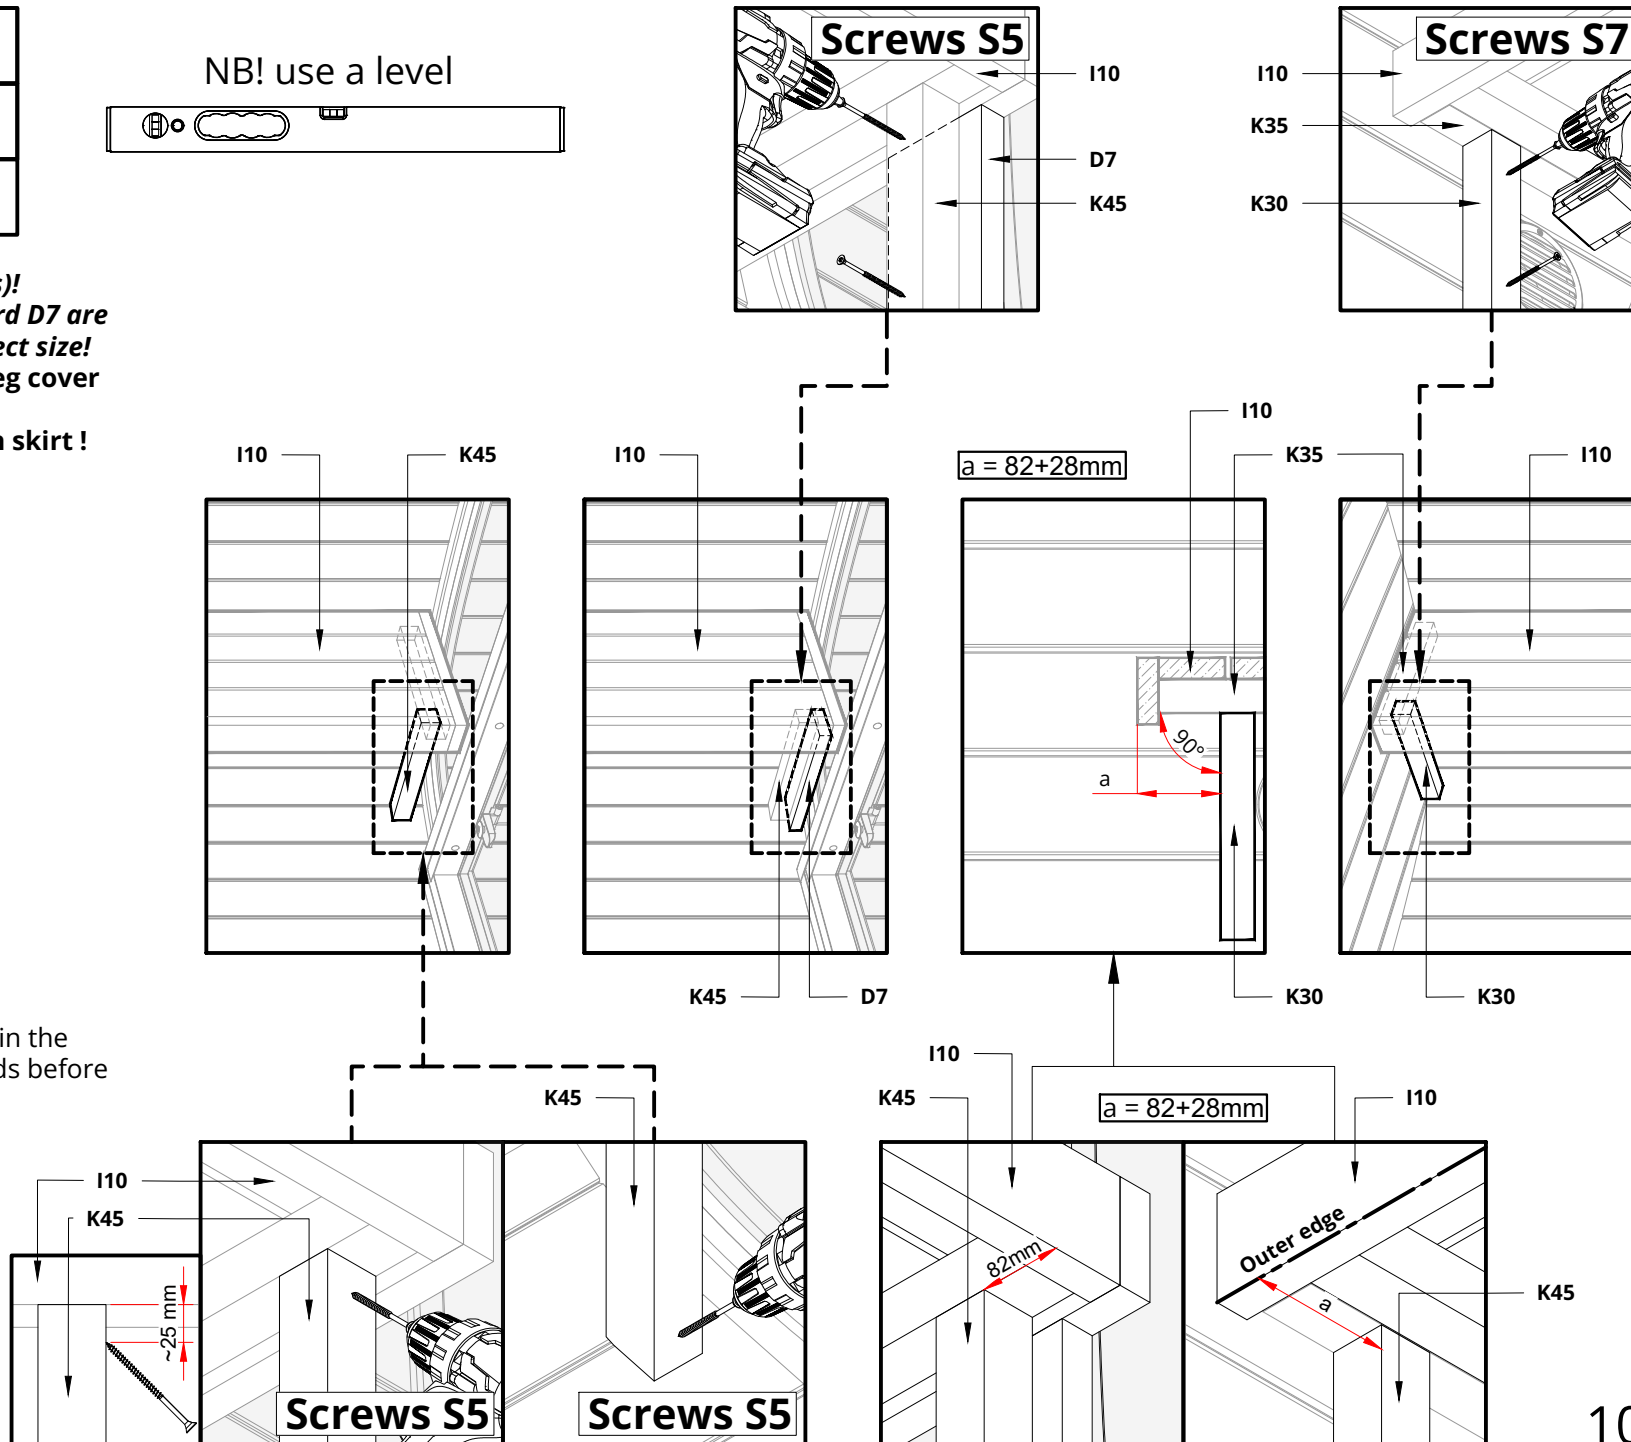 Screws S5
Screws S7
NB! use a level
I10
D7
K45
I10
K35
K30
s)!
rd D7 are
ect size!
eg cover
n skirt !
I10
K45
I10
a = 82+28mm
I10
K35
I10
90°
a
K45
D7
K30
K30
in the
ds before
K45
I10
K45
a = 82+28mm
I10
I10
K45
~25 mm
Screws S5
Screws S5
82mm
Outer edge
a
K45
10